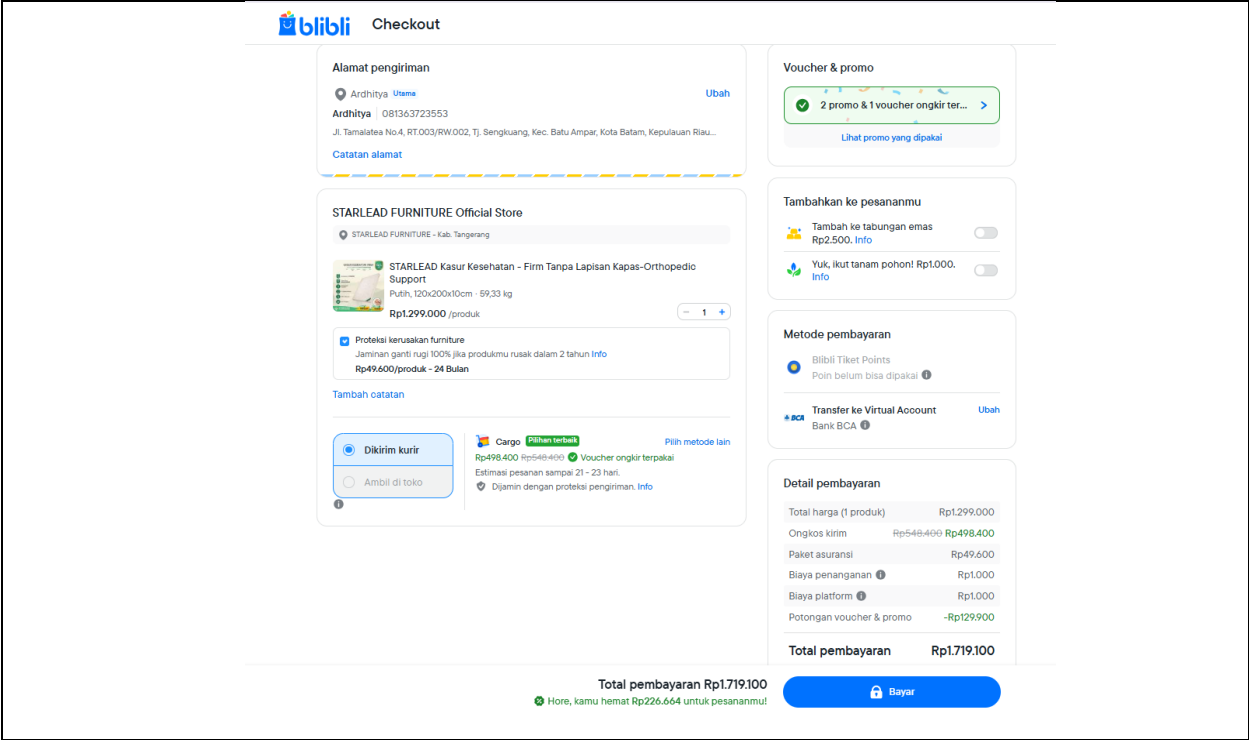 blibli Checkout
Alamat pengiriman
Ardhitya Utama Ubah
Ardhitya 081363723553
Jl. Tamalatea No.4, RT.003/RW.002, Tj. Sengkuang, Kec. Batu Ampar, Kota Batam, Kepulauan Riau...
Catatan alamat
STARLEAD FURNITURE Official Store
STARLEAD FURNITURE - Kab. Tangerang
STARLEAD Kasur Kesehatan - Firm Tanpa Lapisan Kapas-Orthopedic
Support
Putih, 120x200x10cm · 59,33 kg
Rp1.299.000 /produk - 1 +
Proteksi kerusakan furniture
Jaminan ganti rugi 100% jika produkmu rusak dalam 2 tahun Info
Rp49.600/produk - 24 Bulan
Tambah catatan
Dikirim kurir
Ambil di toko
Cargo Pilihan terbaik Pilih metode lain
Rp498.400 Rp548.400 Voucher ongkir terpakai
Estimasi pesanan sampai 21 - 23 hari.
Dijamin dengan proteksi pengiriman. Info
Voucher & promo
2 promo & 1 voucher ongkir ter...
Lihat promo yang dipakai
Tambahkan ke pesananmu
Tambah ke tabungan emas
Rp2.500. Info
Yuk, ikut tanam pohon! Rp1.000.
Info
Metode pembayaran
Blibli Tiket Points
Poin belum bisa dipakai
BCA Transfer ke Virtual Account Ubah
Bank BCA
Detail pembayaran
Total harga (1 produk) Rp1.299.000
Ongkos kirim Rp548.400 Rp498.400
Paket asuransi Rp49.600
Biaya penanganan Rp1.000
Biaya platform Rp1.000
Potongan voucher & promo -Rp129.900
Total pembayaran Rp1.719.100
Total pembayaran Rp1.719.100
Hore, kamu hemat Rp226.664 untuk pesananmu!
Bayar